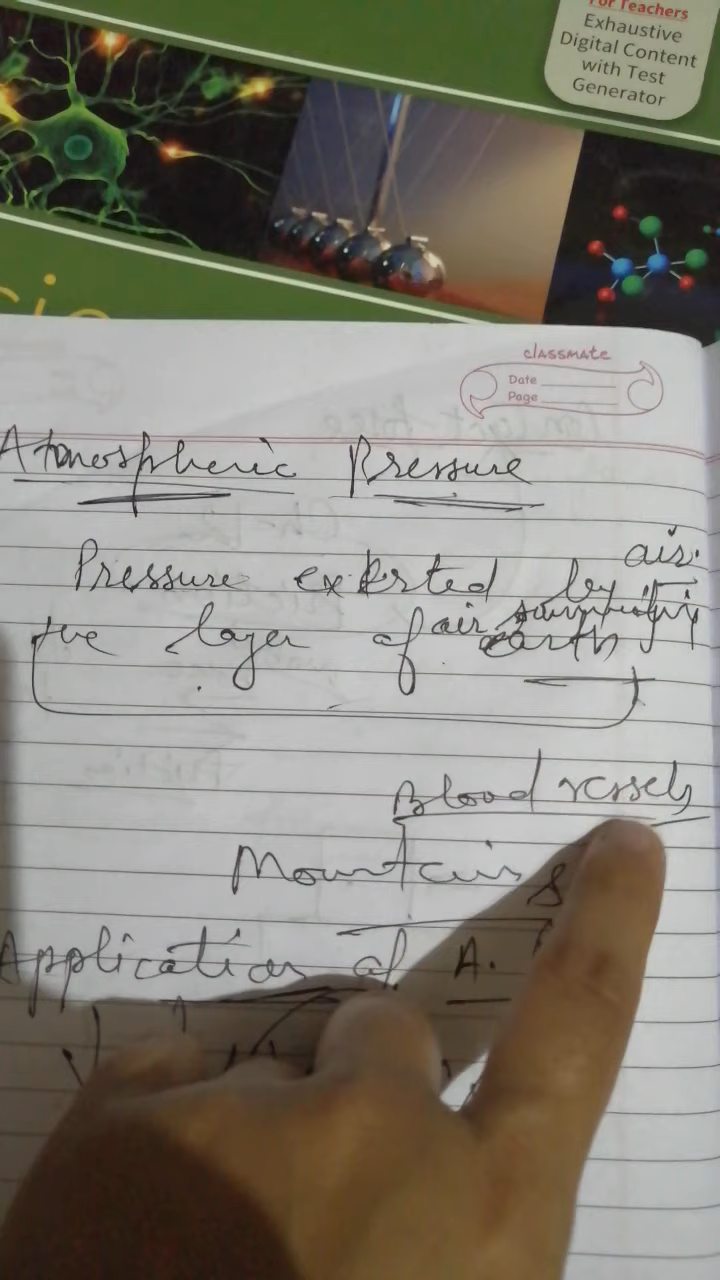 For Teachers
Exhaustive
Digital Content
with Test
Generator
classmate
Date
Page
Atmospheric Pressure
Pressure exerted by air
the layer of air surrounding earth
Blood vessels
Mountains
Application of A.